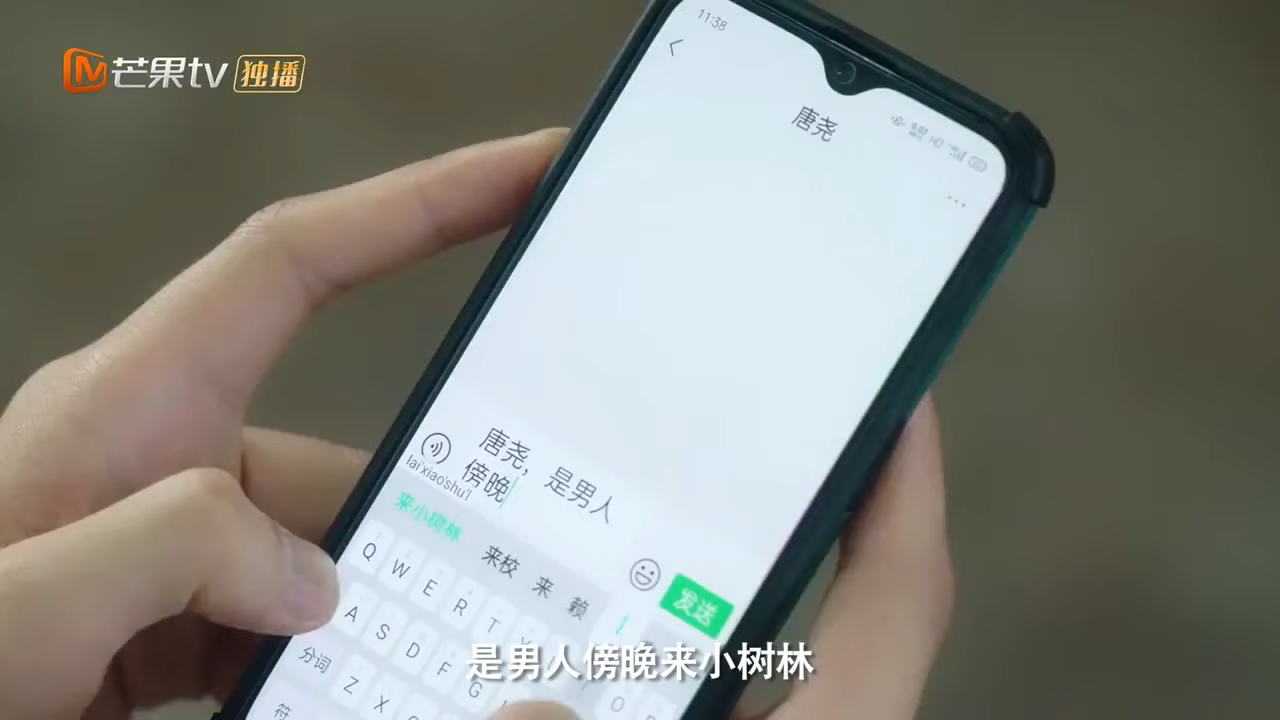 芒果tv 独播
11:38
唐尧
唐尧，是男人
傍晚
lai'xiao'shu'l
来小树林 来校 来 赖
发送
Q W E R T Y O P
A S D F G
分词 Z X C
符
是男人傍晚来小树林